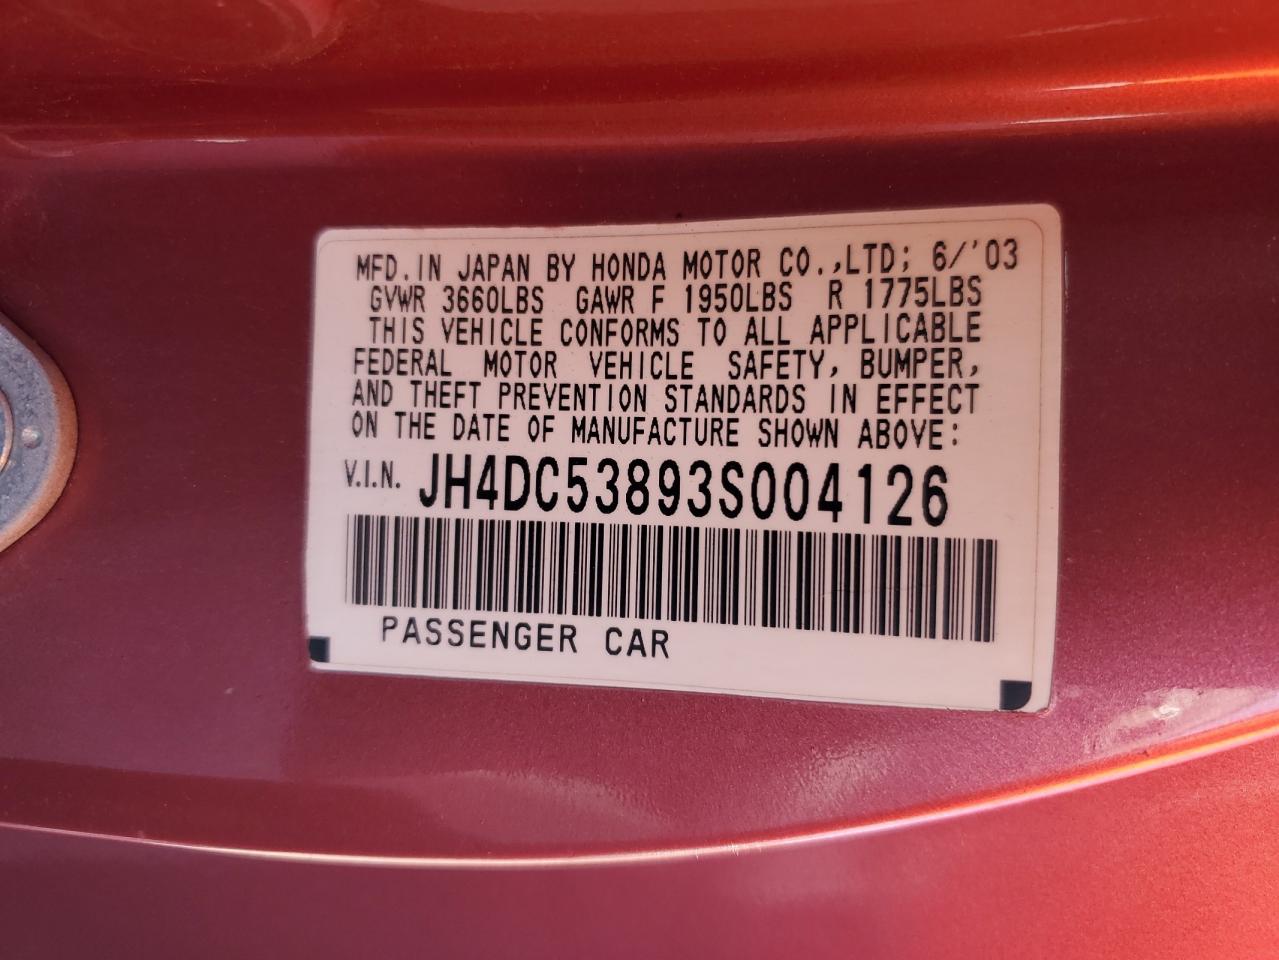 MFD. IN JAPAN BY HONDA MOTOR CO.,LTD; 6/'03
GVWR 3660LBS GAWR F 1950LBS R 1775LBS
THIS VEHICLE CONFORMS TO ALL APPLICABLE
FEDERAL MOTOR VEHICLE SAFETY, BUMPER,
AND THEFT PREVENTION STANDARDS IN EFFECT
ON THE DATE OF MANUFACTURE SHOWN ABOVE:
V.I.N. JH4DC53893S004126
PASSENGER CAR